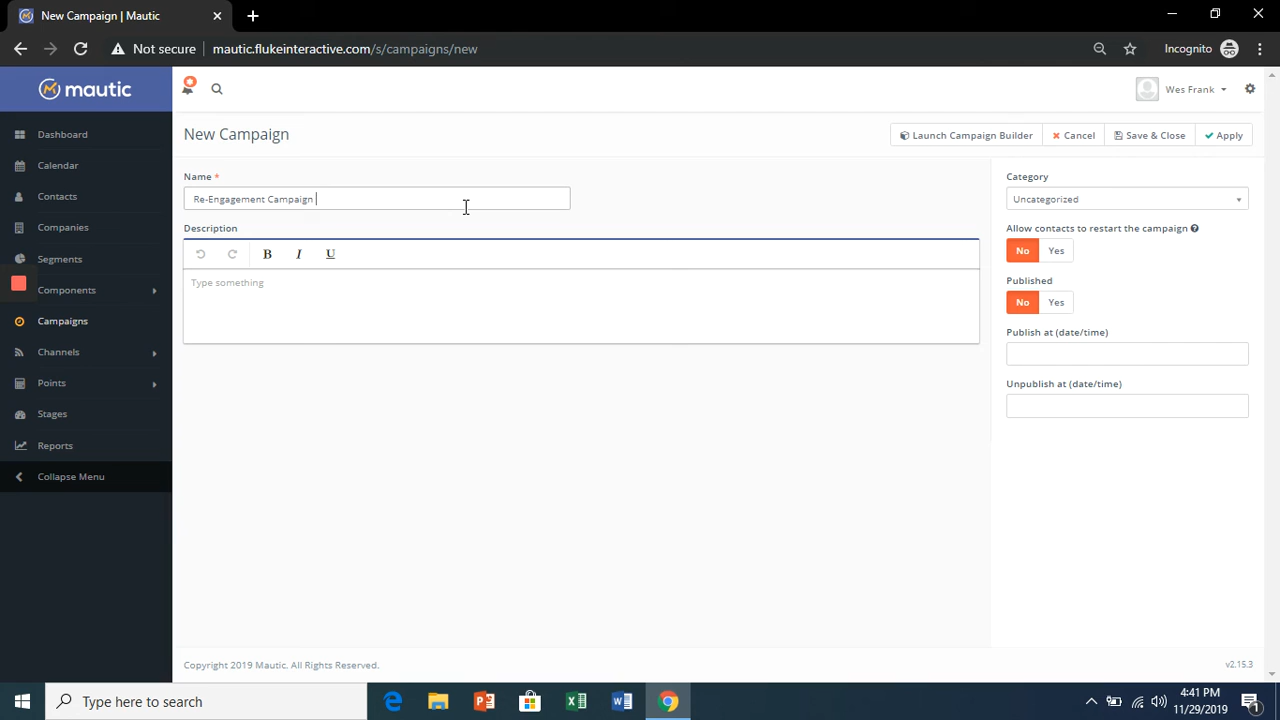 New Campaign | Mautic
Not secure
mautic.flukeinteractive.com/s/campaigns/new
Incognito
mautic
Wes Frank
Dashboard
Calendar
Contacts
Companies
Segments
Components
Campaigns
Channels
Points
Stages
Reports
Collapse Menu
New Campaign
Launch Campaign Builder
Cancel
Save & Close
Apply
Name *
Re-Engagement Campaign
Description
B I U
Type something
Category
Uncategorized
Allow contacts to restart the campaign
No Yes
Published
No Yes
Publish at (date/time)
Unpublish at (date/time)
Copyright 2019 Mautic. All Rights Reserved.
v2.15.3
Type here to search
4:41 PM
11/29/2019
1